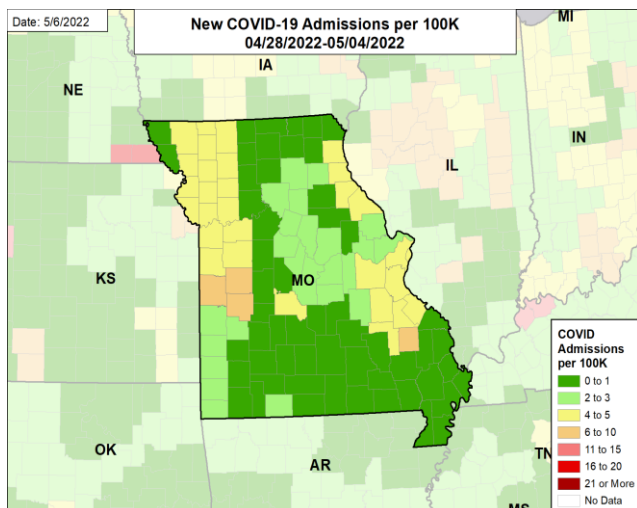 Date: 5/6/2022
New COVID-19 Admissions per 100K
04/28/2022-05/04/2022
MI
IA
NE
IN
IL
KS
MO
COVID
Admissions
per 100K
0 to 1
2 to 3
4 to 5
6 to 10
11 to 15
16 to 20
21 or More
No Data
OK
AR
TN
MS